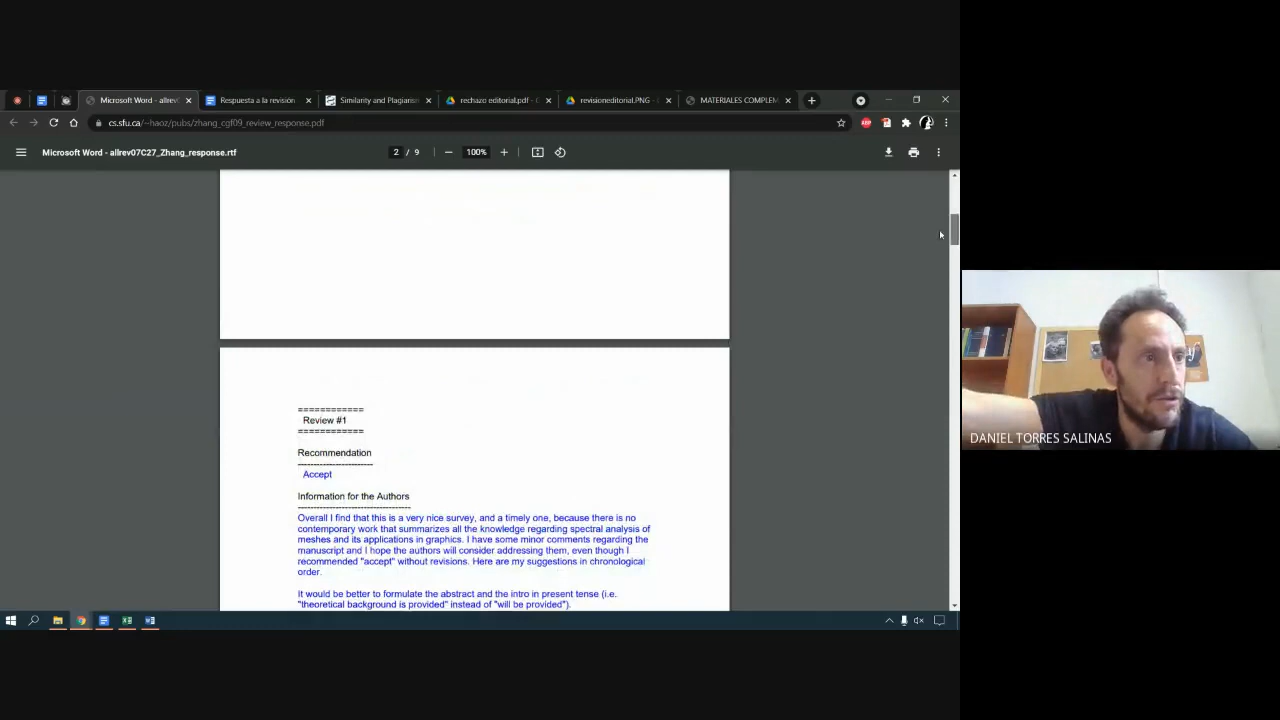 Microsoft Word - allrev
Respuesta a la revisión
Similarity and Plagiarism
rechazo editorial.pdf - G
revisioneditorial.PNG -
MATERIALES COMPLEM
cs.sfu.ca/~haoz/pubs/zhang_cgf09_review_response.pdf
ABP
Microsoft Word - allrev07C27_Zhang_response.rtf
2 / 9
100%
============
Review #1
============
Recommendation
------------------------
Accept
Information for the Authors
-----------------------------------
Overall I find that this is a very nice survey, and a timely one, because there is no
contemporary work that summarizes all the knowledge regarding spectral analysis of
meshes and its applications in graphics. I have some minor comments regarding the
manuscript and I hope the authors will consider addressing them, even though I
recommended "accept" without revisions. Here are my suggestions in chronological
order.
It would be better to formulate the abstract and the intro in present tense (i.e.
"theoretical background is provided" instead of "will be provided").
DANIEL TORRES SALINAS